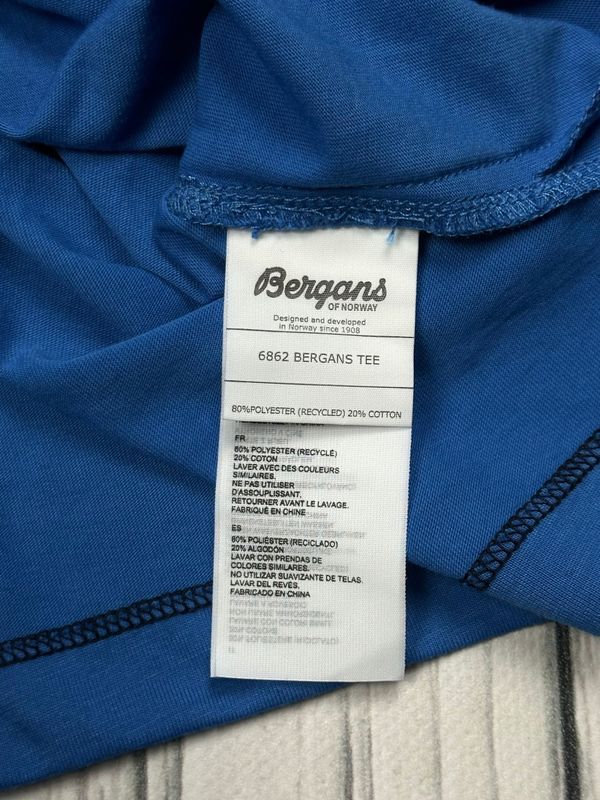 Bergans
OF NORWAY
Designed and developed
in Norway since 1908
6862 BERGANS TEE
80%POLYESTER (RECYCLED) 20% COTTON
FR
80% POLYESTER (RECYCLÉ)
20% COTON
LAVER AVEC DES COULEURS
SIMILAIRES.
NE PAS UTILISER
D'ASSOUPLISSANT.
RETOURNER AVANT LE LAVAGE.
FABRIQUÉ EN CHINE
ES
80% POLIÉSTER (RECICLADO)
20% ALGODÓN
LAVAR CON PRENDAS DE
COLORES SIMILARES.
NO UTILIZAR SUAVIZANTE DE TELAS.
LAVAR DEL REVÉS.
FABRICADO EN CHINA